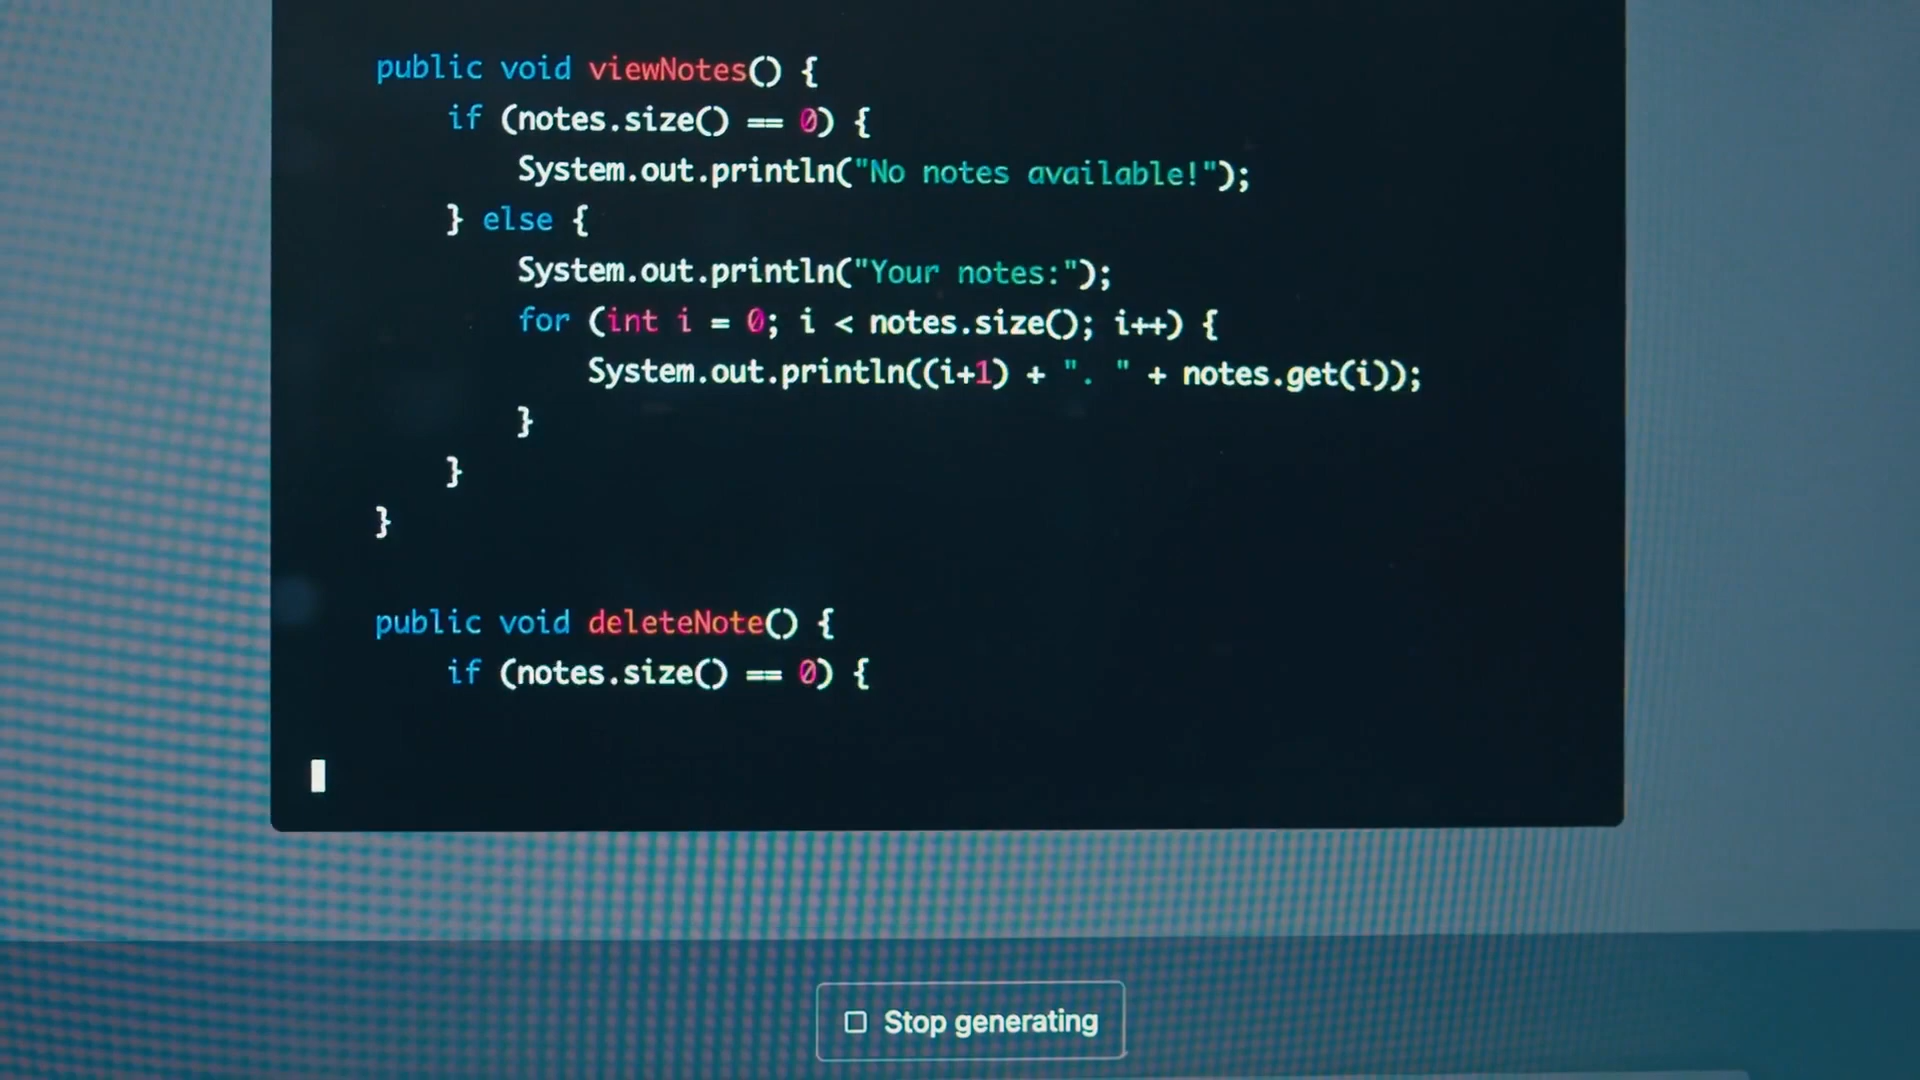 public void viewNotes() {
if (notes.size() == 0) {
System.out.println("No notes available!");
} else {
System.out.println("Your notes:");
for (int i = 0; i < notes.size(); i++) {
System.out.println((i+1) + ". " + notes.get(i));
}
}
}
public void deleteNote() {
if (notes.size() == 0) {
Stop generating